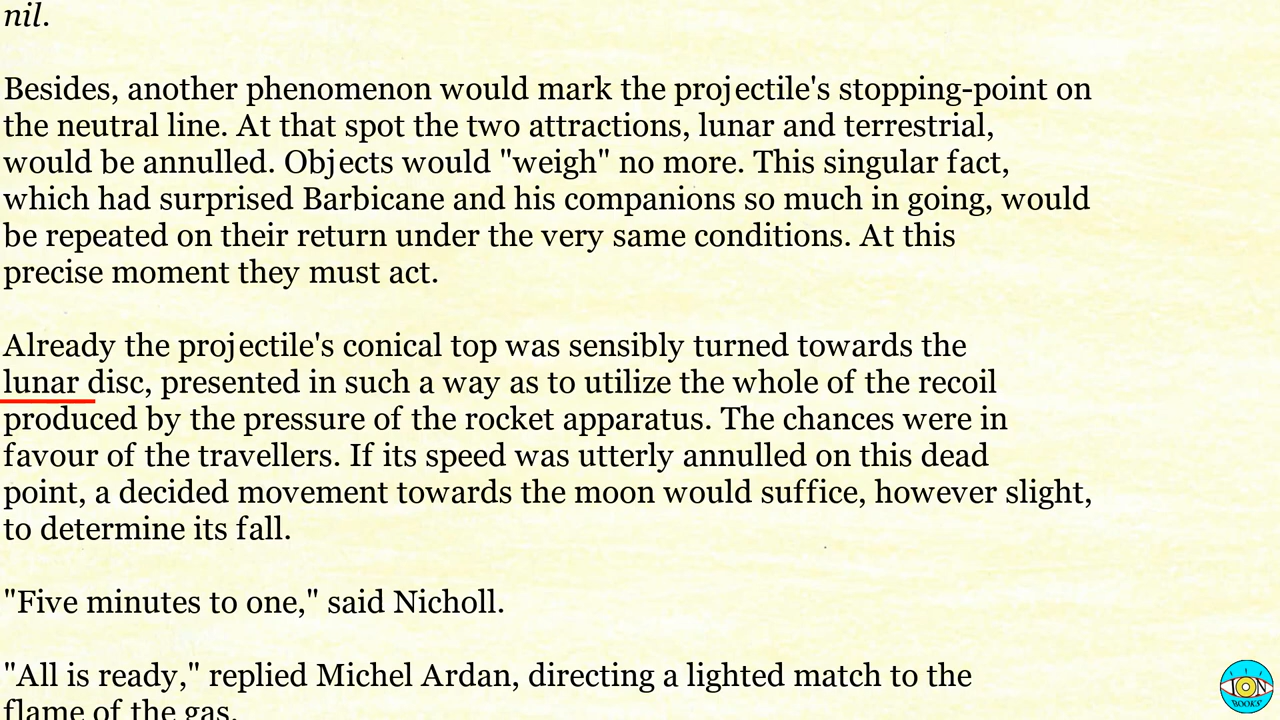 nil.
Besides, another phenomenon would mark the projectile's stopping-point on
the neutral line. At that spot the two attractions, lunar and terrestrial,
would be annulled. Objects would "weigh" no more. This singular fact,
which had surprised Barbicane and his companions so much in going, would
be repeated on their return under the very same conditions. At this
precise moment they must act.
Already the projectile's conical top was sensibly turned towards the
lunar disc, presented in such a way as to utilize the whole of the recoil
produced by the pressure of the rocket apparatus. The chances were in
favour of the travellers. If its speed was utterly annulled on this dead
point, a decided movement towards the moon would suffice, however slight,
to determine its fall.
"Five minutes to one," said Nicholl.
"All is ready," replied Michel Ardan, directing a lighted match to the
flame of the gas.
ION
BOOKS